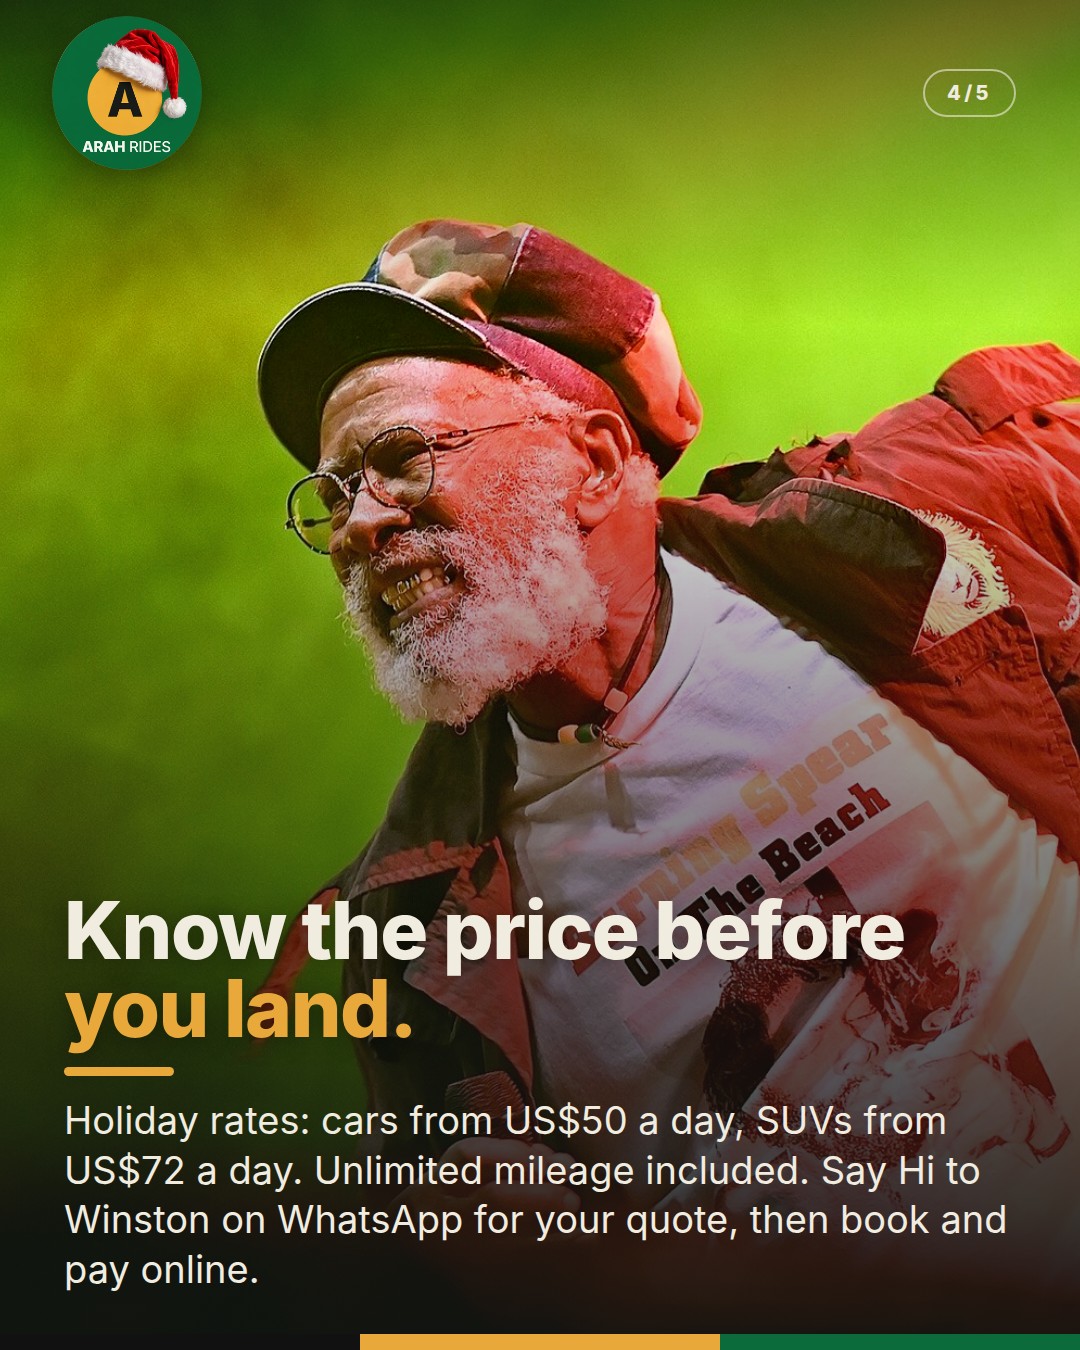 A
ARAH RIDES
4/5
Spear
The Beach
Know the price before
you land.
Holiday rates: cars from US$50 a day, SUVs from
US$72 a day. Unlimited mileage included. Say Hi to
Winston on WhatsApp for your quote, then book and
pay online.